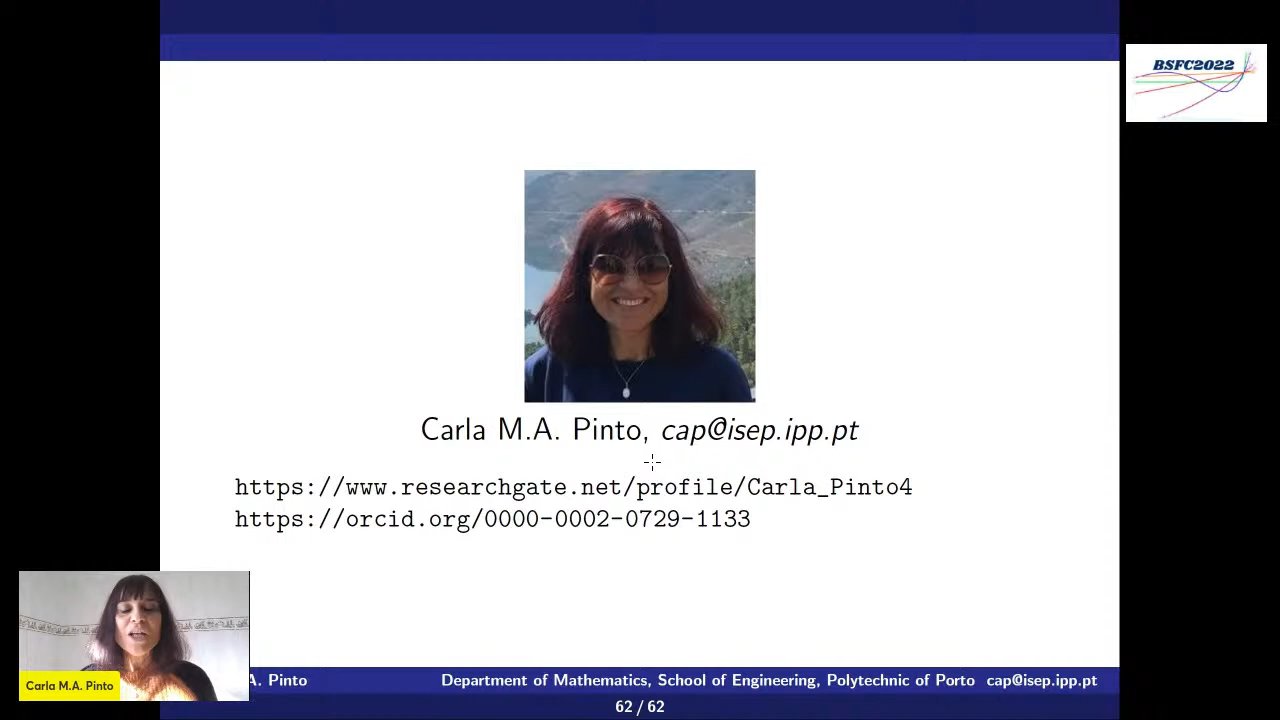 BSFC2022
Carla M.A. Pinto, cap@isep.ipp.pt
https://www.researchgate.net/profile/Carla_Pinto4
https://orcid.org/0000-0002-0729-1133
Carla M.A. Pinto
A. Pinto Department of Mathematics, School of Engineering, Polytechnic of Porto cap@isep.ipp.pt
62 / 62